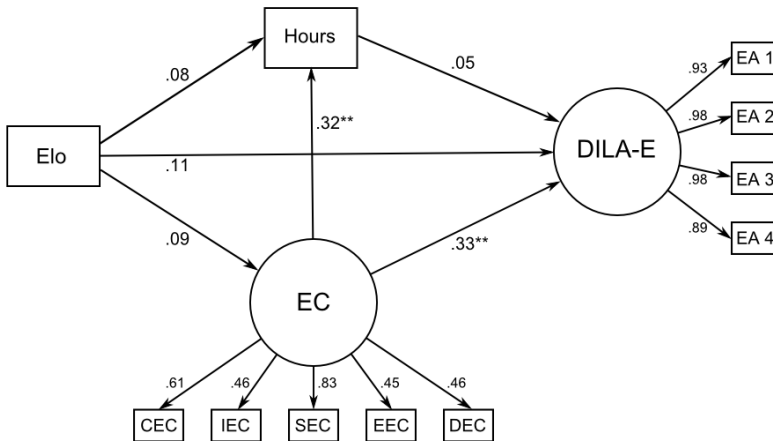 Hours
.08
.05
.32**
Elo
.11
.09
DILA-E
.93
EA 1
.98
EA 2
.98
EA 3
.89
EA 4
.33**
EC
.61
.46
.83
.45
.46
CEC
IEC
SEC
EEC
DEC